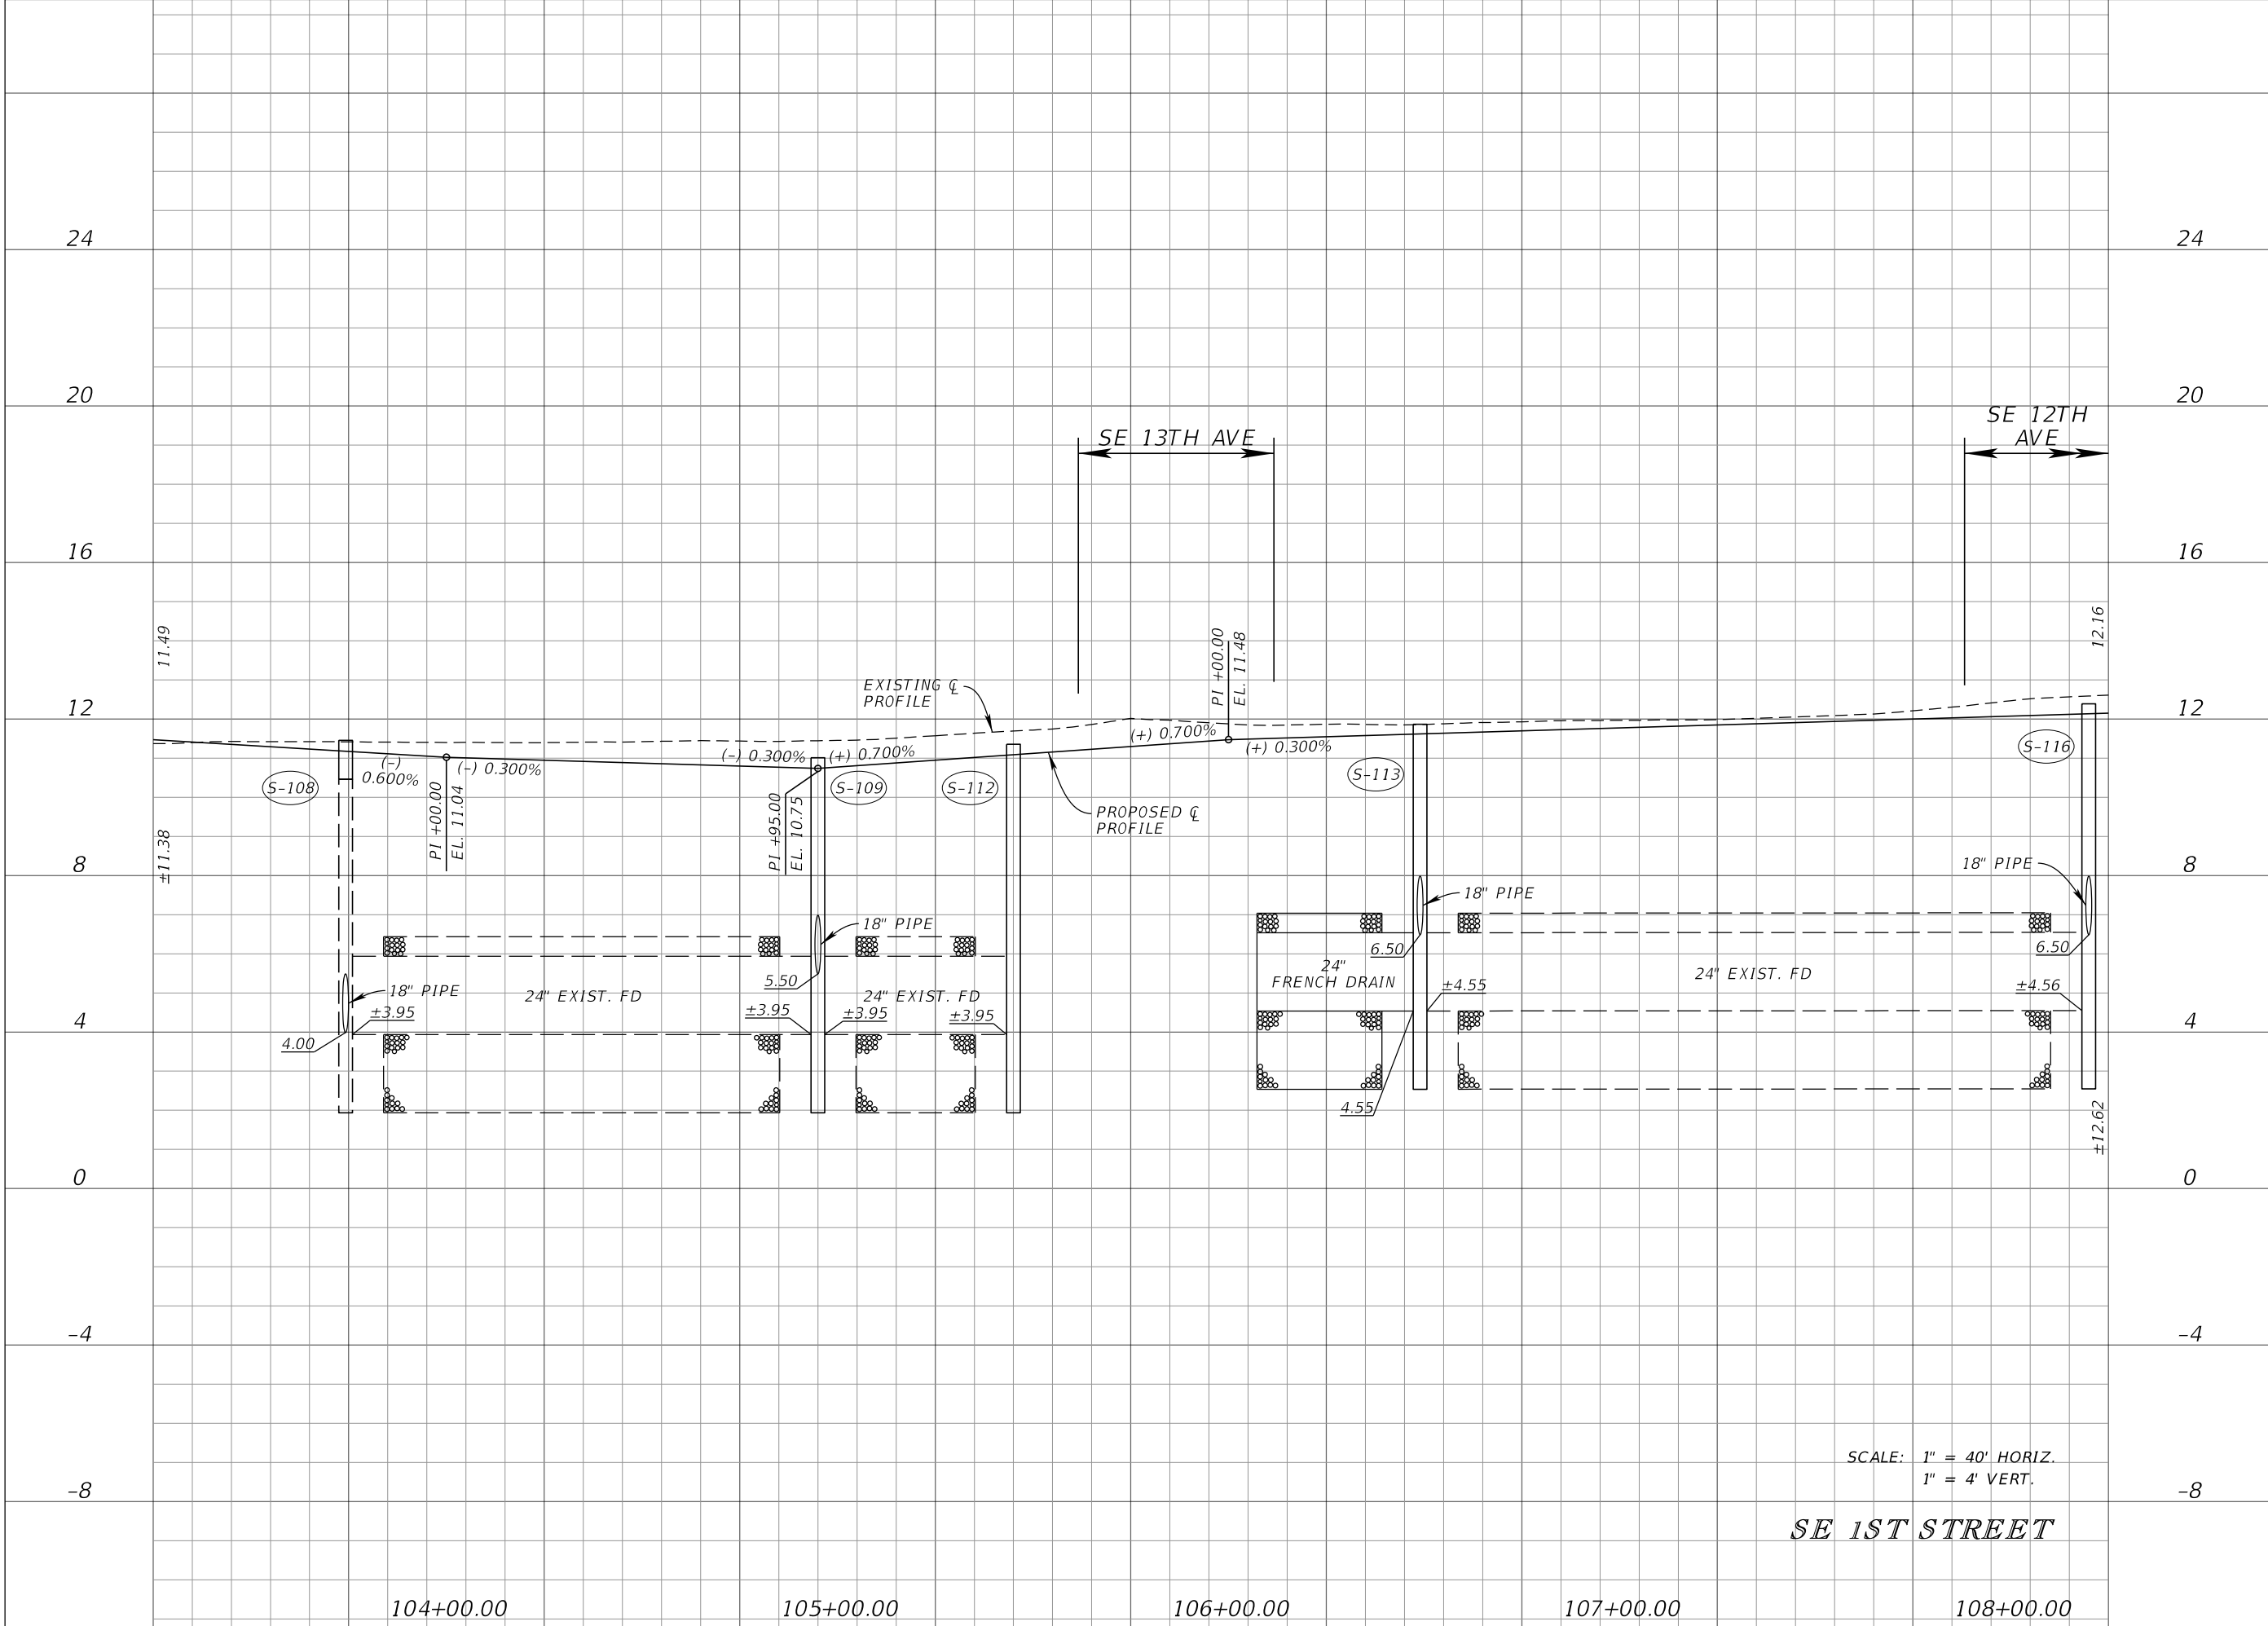 24
24
20
20
SE 12TH
AVE
SE 13TH AVE
16
16
11.49
12.16
PI +00.00
EL. 11.48
EXISTING ℄
PROFILE
12
12
(-)
0.600%
(-) 0.300%
(-) 0.300%
(+) 0.700%
(+) 0.700%
(+) 0.300%
S-108
S-109
S-112
S-113
S-116
PI +00.00
EL. 11.04
PI +95.00
EL. 10.75
PROPOSED ℄
PROFILE
±11.38
8
8
18" PIPE
18" PIPE
18" PIPE
6.50
6.50
5.50
24"
FRENCH DRAIN
24" EXIST. FD
18" PIPE
24" EXIST. FD
24" EXIST. FD
±3.95
±3.95
±3.95
±3.95
±4.55
±4.56
4
4
4.00
4.55
±12.62
0
0
-4
-4
SCALE: 1" = 40' HORIZ.
1" = 4' VERT.
-8
-8
SE 1ST STREET
104+00.00
105+00.00
106+00.00
107+00.00
108+00.00